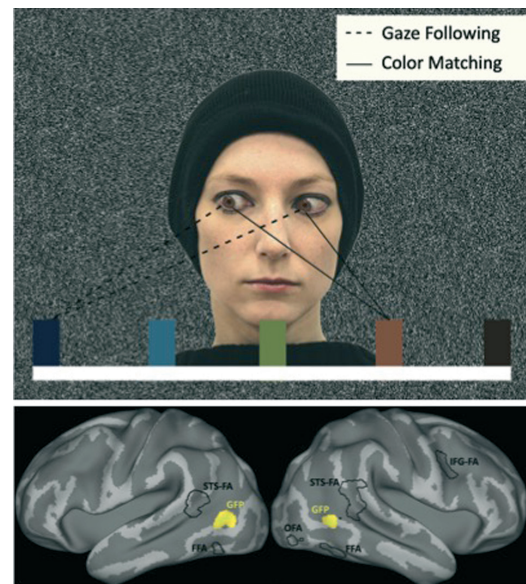 Gaze Following
Color Matching
IFG-FA
STS-FA
STS-FA
GFP
GFP
OFA
FFA
FFA